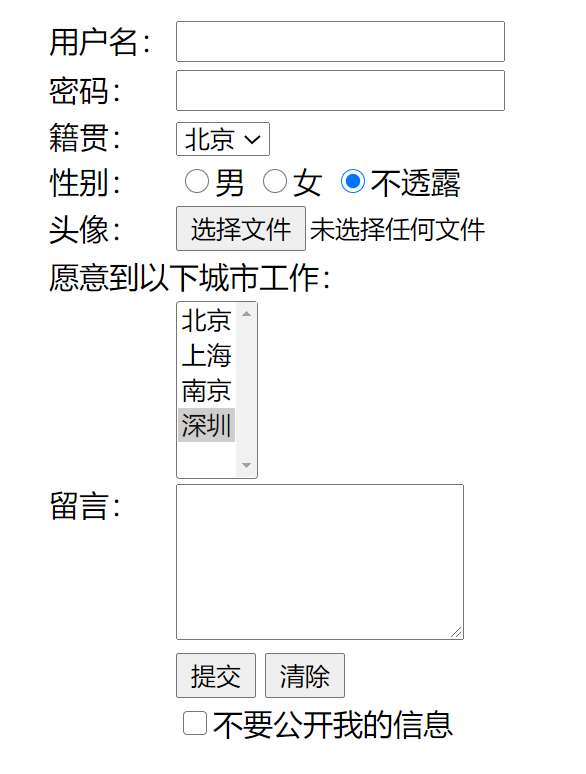 用户名：
密码：
籍贯： 北京
性别： 男 女 不透露
头像： 选择文件 未选择任何文件
愿意到以下城市工作：
北京
上海
南京
深圳
留言：
提交 清除
不要公开我的信息